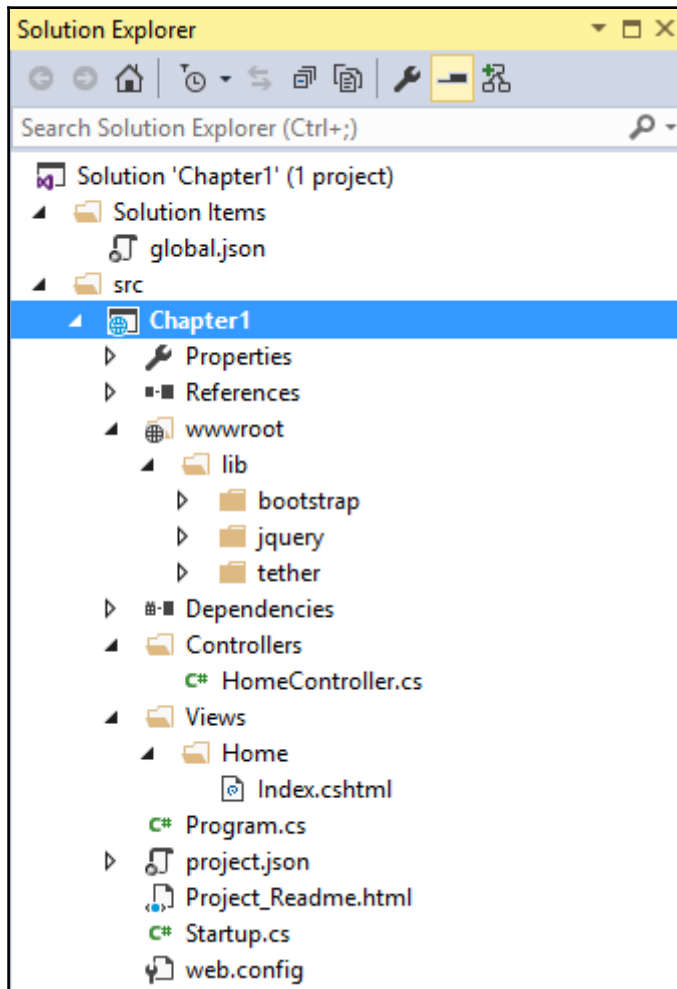 Solution Explorer
Search Solution Explorer (Ctrl+;)
Solution 'Chapter1' (1 project)
Solution Items
global.json
src
Chapter1
Properties
References
wwwroot
lib
bootstrap
jquery
tether
Dependencies
Controllers
C# HomeController.cs
Views
Home
Index.cshtml
C# Program.cs
project.json
Project_Readme.html
C# Startup.cs
web.config